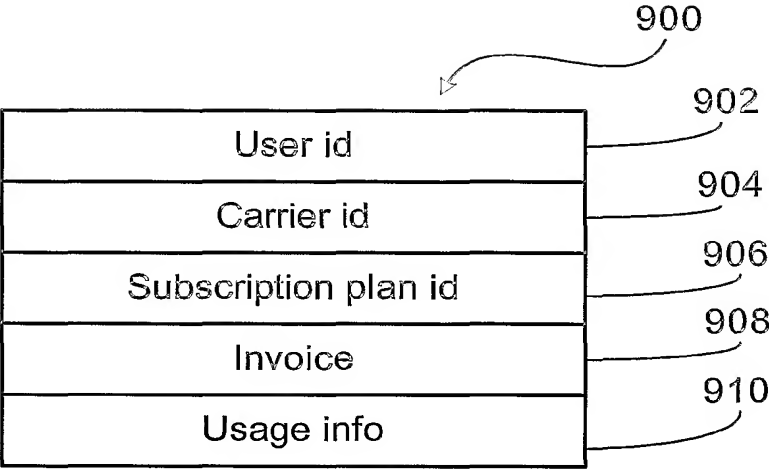 900
User id
902
Carrier id
904
Subscription plan id
906
Invoice
908
Usage info
910